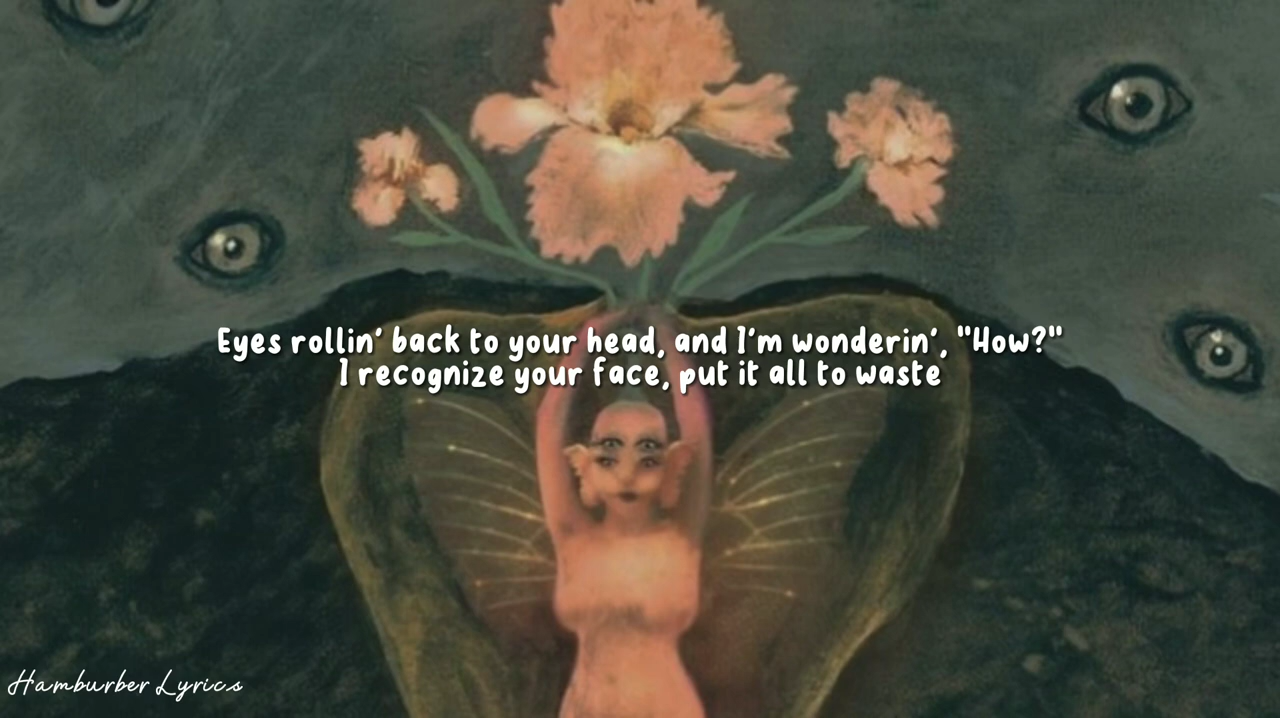 Eyes rollin' back to your head, and I'm wonderin', "How?"
I recognize your face, put it all to waste
Hamburber Lyrics